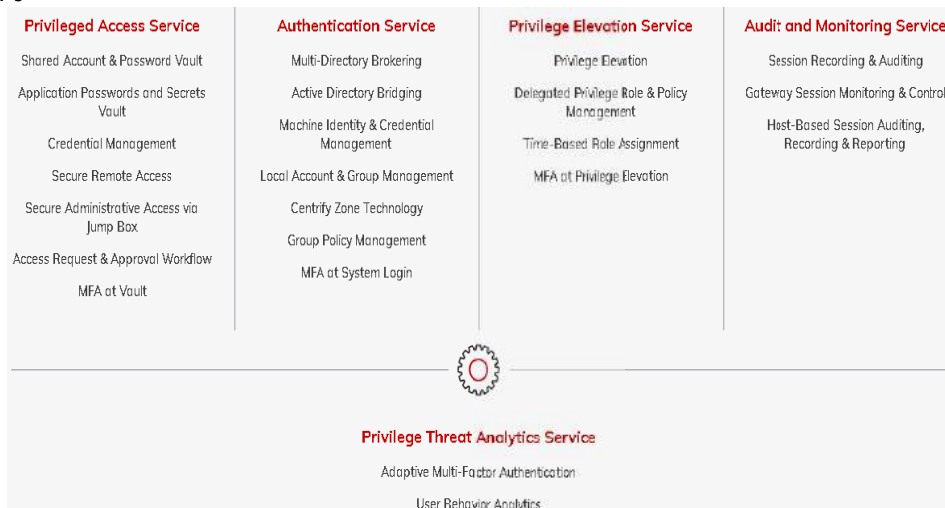 Privileged Access Service
Shared Account & Password Vault
Application Passwords and Secrets
Vault
Credential Management
Secure Remote Access
Secure Administrative Access via
Jump Box
Access Request & Approval Workflow
MFA at Vault
Authentication Service
Multi-Directory Brokering
Active Directory Bridging
Machine Identity & Credential
Management
Local Account & Group Management
Centrify Zone Technology
Group Policy Management
MFA at System Login
Privilege Elevation Service
Privilege Elevation
Delegated Privilege Role & Policy
Management
Time-Based Role Assignment
MFA at Privilege Elevation
Audit and Monitoring Service
Session Recording & Auditing
Gateway Session Monitoring & Control
Host-Based Session Auditing,
Recording & Reporting
Privilege Threat Analytics Service
Adaptive Multi-Factor Authentication
User Behavior Analytics